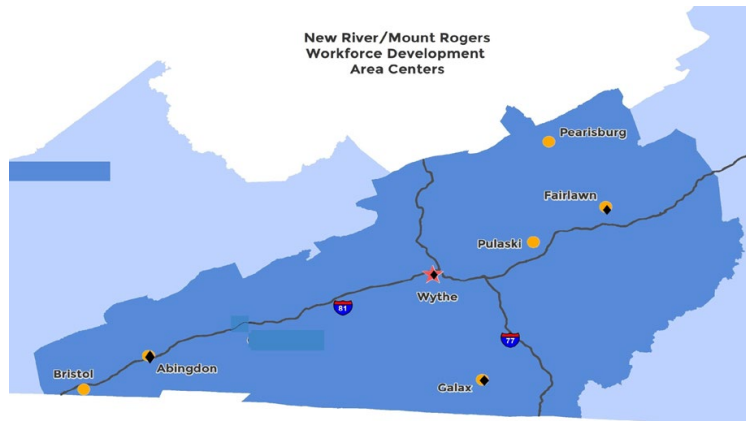 New River/Mount Rogers
Workforce Development
Area Centers
Pearisburg
Fairlawn
Pulaski
Wythe
81
77
Abingdon
Bristol
Galax